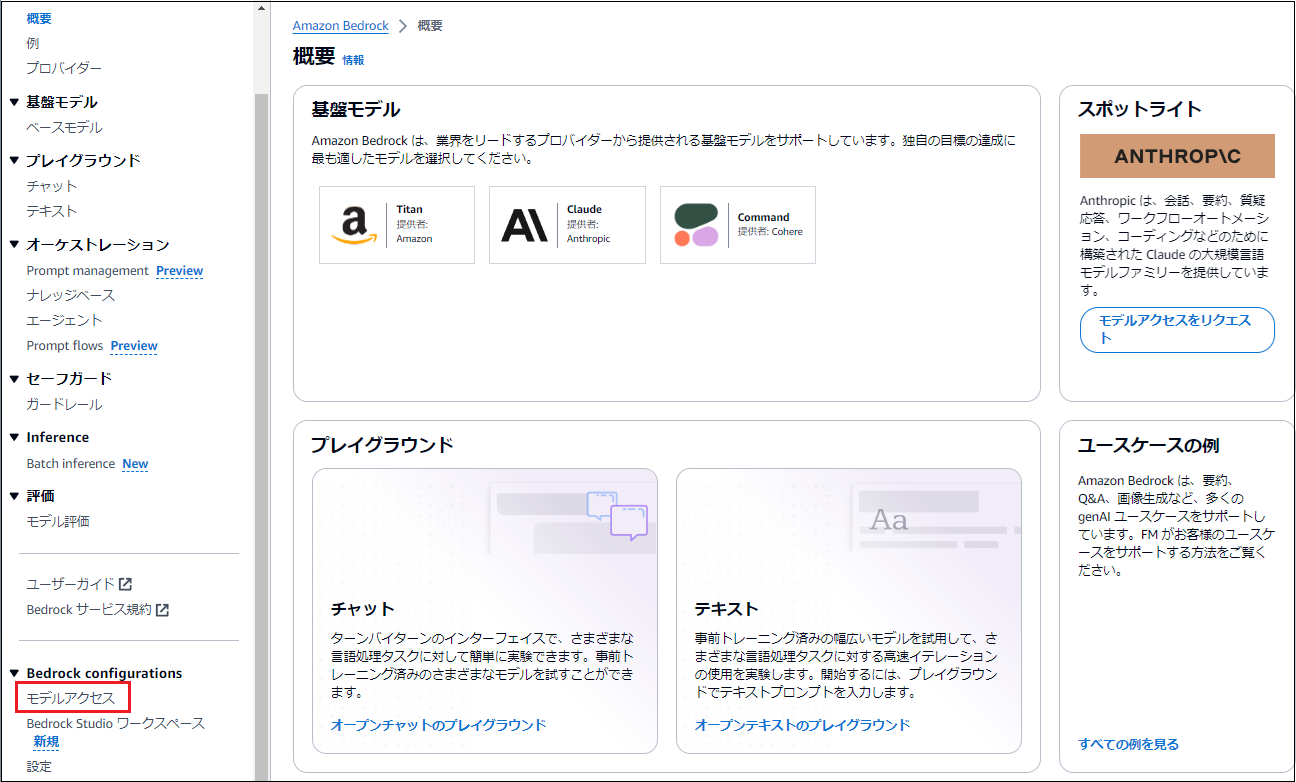 概要
例
プロバイダー
基盤モデル
ベースモデル
プレイグラウンド
チャット
テキスト
オーケストレーション
Prompt management Preview
ナレッジベース
エージェント
Prompt flows Preview
セーフガード
ガードレール
Inference
Batch inference New
評価
モデル評価
ユーザーガイド
Bedrock サービス規約
Bedrock configurations
モデルアクセス
Bedrock Studio ワークスペース
新規
設定
Amazon Bedrock > 概要
概要 情報
基盤モデル
Amazon Bedrock は、業界をリードするプロバイダーから提供される基盤モデルをサポートしています。独自の目標の達成に
最も適したモデルを選択してください。
Titan
提供者:
Amazon
Claude
提供者:
Anthropic
Command
提供者: Cohere
スポットライト
ANTHROP\C
Anthropic は、会話、要約、質疑
応答、ワークフローオートメーシ
ョン、コーディングなどのために
構築された Claude の大規模言語
モデルファミリーを提供していま
す。
モデルアクセスをリクエス
ト
プレイグラウンド
チャット
ターンバイターンのインターフェイスで、さまざまな
言語処理タスクに対して簡単に実験できます。事前ト
レーニング済みのさまざまなモデルを試すことができ
ます。
オープンチャットのプレイグラウンド
Aa
テキスト
事前トレーニング済みの幅広いモデルを試用して、さ
まざまな言語処理タスクに対する高速イテレーション
の使用を実験します。開始するには、プレイグラウン
ドでテキストプロンプトを入力します。
オープンテキストのプレイグラウンド
ユースケースの例
Amazon Bedrock は、要約、
Q&A、画像生成など、多くの
genAI ユースケースをサポートし
ています。FM がお客様のユースケ
ースをサポートする方法をご覧く
ださい。
すべての例を見る